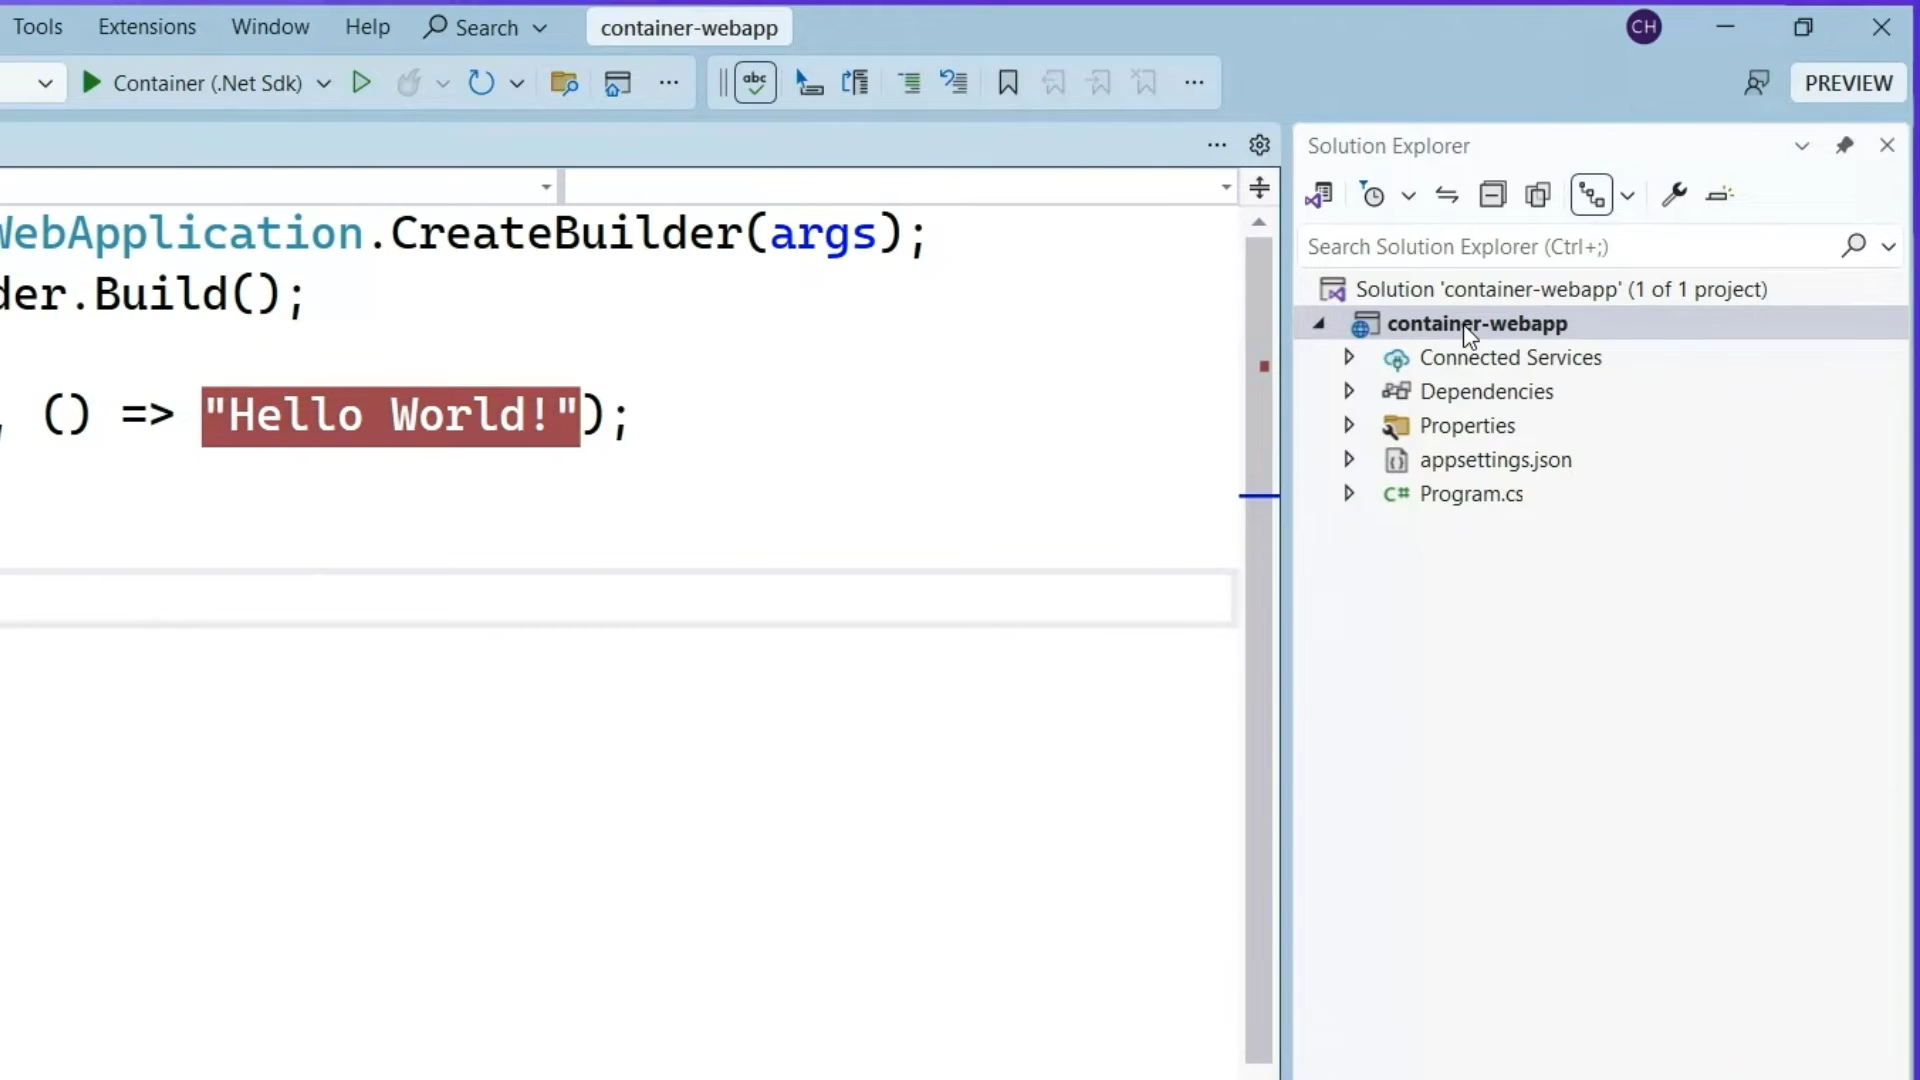 Tools Extensions Window Help Search container-webapp CH
Container (.Net Sdk) abc PREVIEW
Solution Explorer
WebApplication.CreateBuilder(args);
Search Solution Explorer (Ctrl+;)
der.Build();
Solution 'container-webapp' (1 of 1 project)
container-webapp
Connected Services
Dependencies
, () => "Hello World!");
Properties
appsettings.json
C# Program.cs